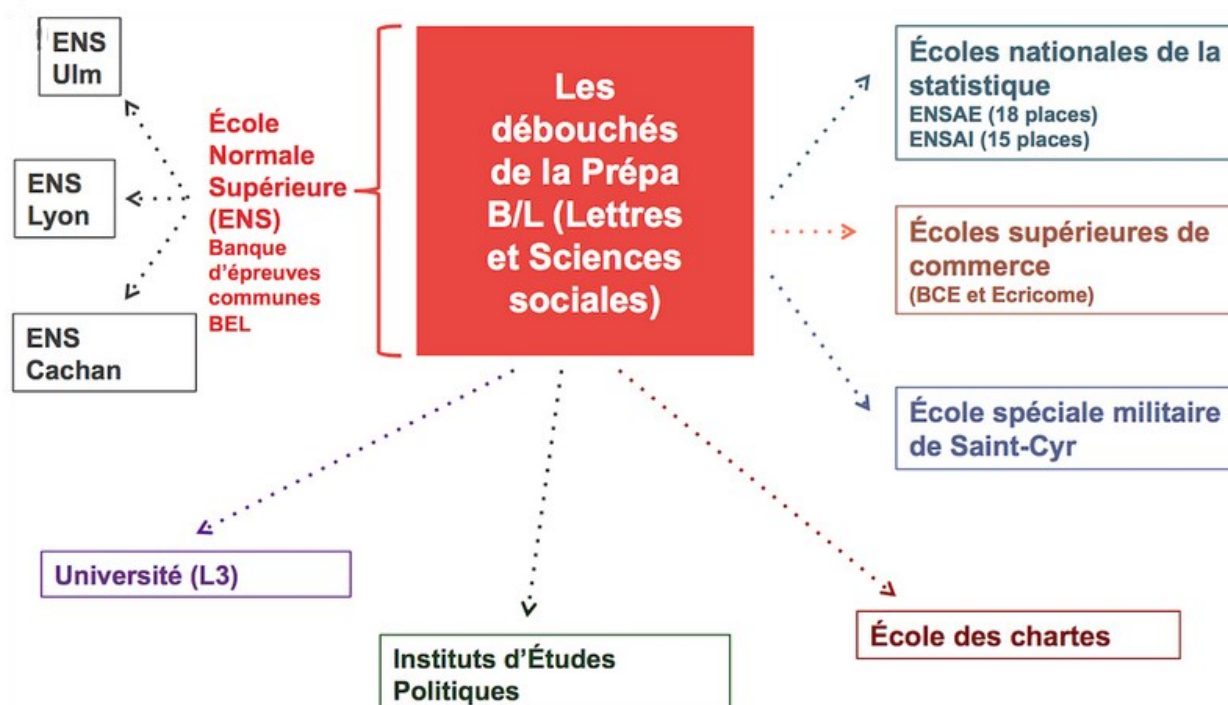 ENS
Ulm
ENS
Lyon
ENS
Cachan
École
Normale
Supérieure
(ENS)
Banque
d'épreuves
communes
BEL
Les
débouchés
de la Prépa
B/L (Lettres
et Sciences
sociales)
Écoles nationales de la
statistique
ENSAE (18 places)
ENSAI (15 places)
Écoles supérieures de
commerce
(BCE et Ecricome)
École spéciale militaire
de Saint-Cyr
Université (L3)
Instituts d'Études
Politiques
École des chartes